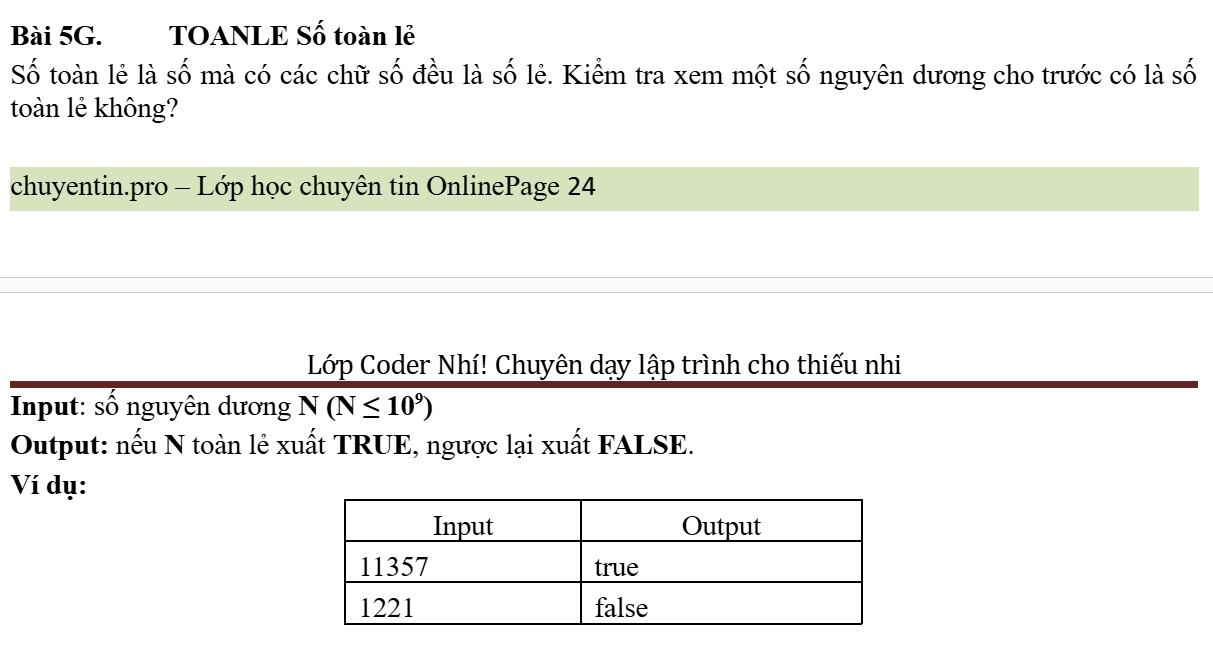 Bài 5G. TOANLE Số toàn lẻ
Số toàn lẻ là số mà có các chữ số đều là số lẻ. Kiểm tra xem một số nguyên dương cho trước có là số
toàn lẻ không?
chuyentin.pro – Lớp học chuyên tin OnlinePage 24
Lớp Coder Nhí! Chuyên dạy lập trình cho thiếu nhi
Input: số nguyên dương N (N ≤ 10⁹)
Output: nếu N toàn lẻ xuất TRUE, ngược lại xuất FALSE.
Ví dụ:
Input Output
11357 true
1221 false